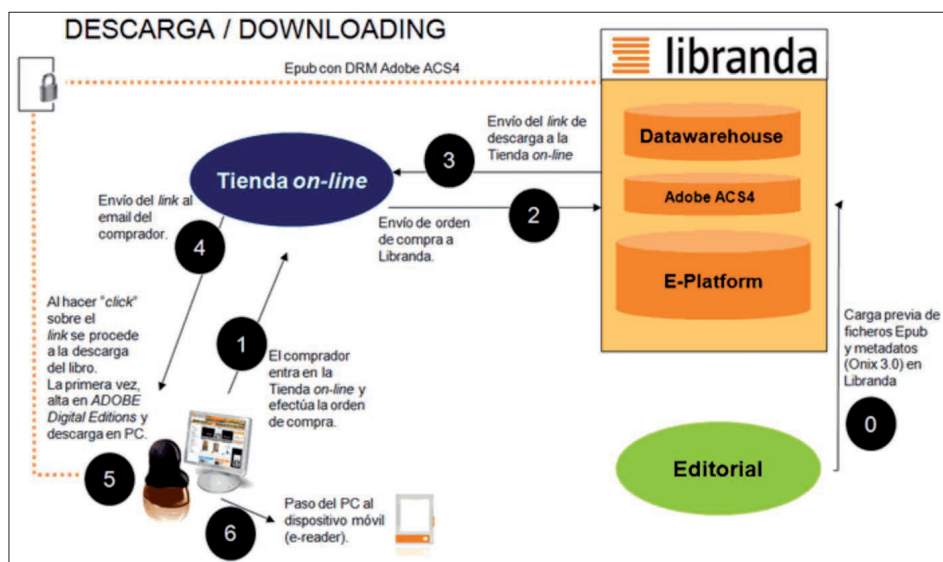 DESCARGA / DOWNLOADING
libranda
Epub con DRM Adobe ACS4
Datawarehouse
Adobe ACS4
E-Platform
Envío del link de
descarga a la
Tienda on-line
3
Tienda on-line
2
Envío de orden
de compra a
Libranda.
Envío del link al
email del
comprador.
4
1
El comprador
entra en la
Tienda on-line y
efectúa la orden
de compra.
Al hacer "click"
sobre el
link se procede
a la descarga
del libro.
La primera vez,
alta en ADOBE
Digital Editions y
descarga en PC.
5
6
Paso del PC al
dispositivo móvil
(e-reader).
Carga previa de
ficheros Epub
y metadatos
(Onix 3.0) en
Libranda
0
Editorial